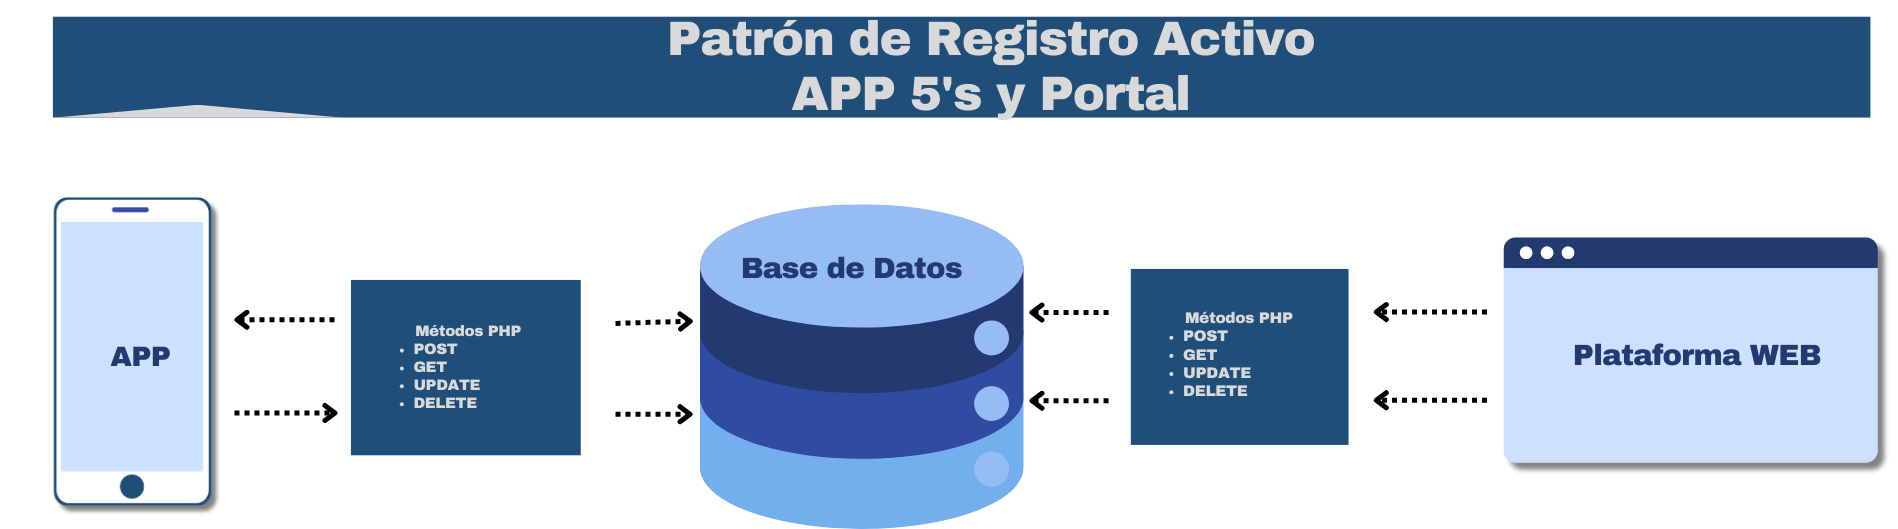 Patrón de Registro Activo
APP 5's y Portal
APP
Métodos PHP
• POST
• GET
• UPDATE
• DELETE
Base de Datos
Métodos PHP
• POST
• GET
• UPDATE
• DELETE
Plataforma WEB